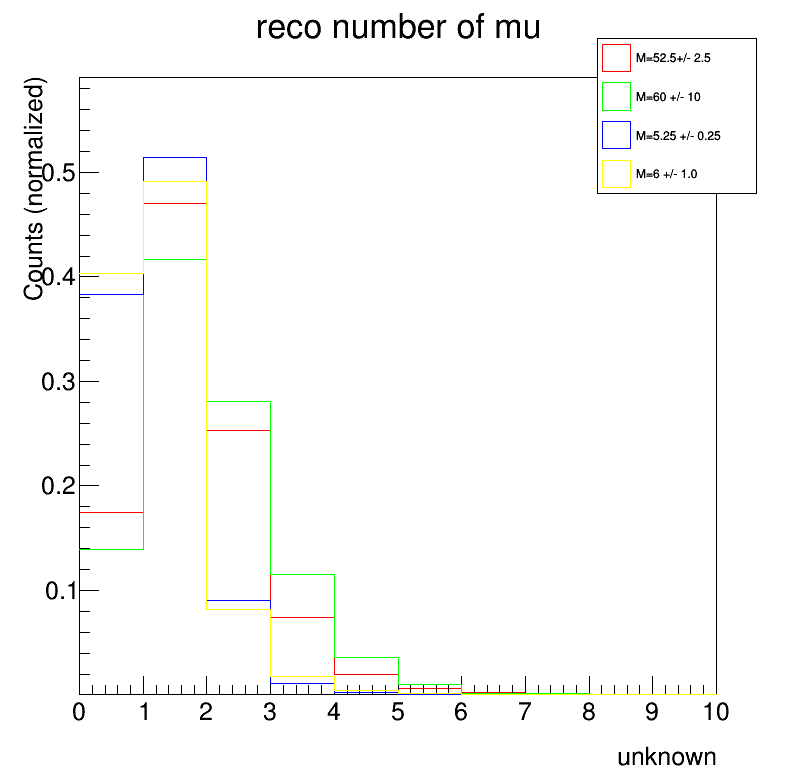 reco number of mu
M=52.5+/- 2.5
M=60 +/- 10
M=5.25 +/- 0.25
M=6 +/- 1.0
Counts (normalized)
0.5
0.4
0.3
0.2
0.1
0 1 2 3 4 5 6 7 8 9 10
unknown